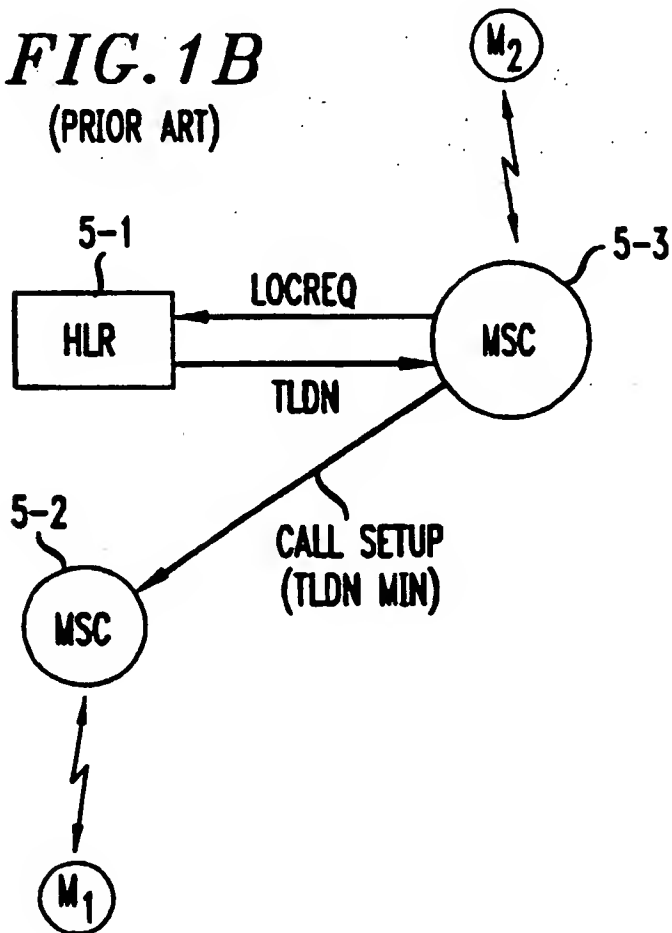 FIG.1B
(PRIOR ART)
M2
5-1
5-3
LOCREQ
HLR
MSC
TLDN
5-2
CALL SETUP
(TLDN MIN)
MSC
M1